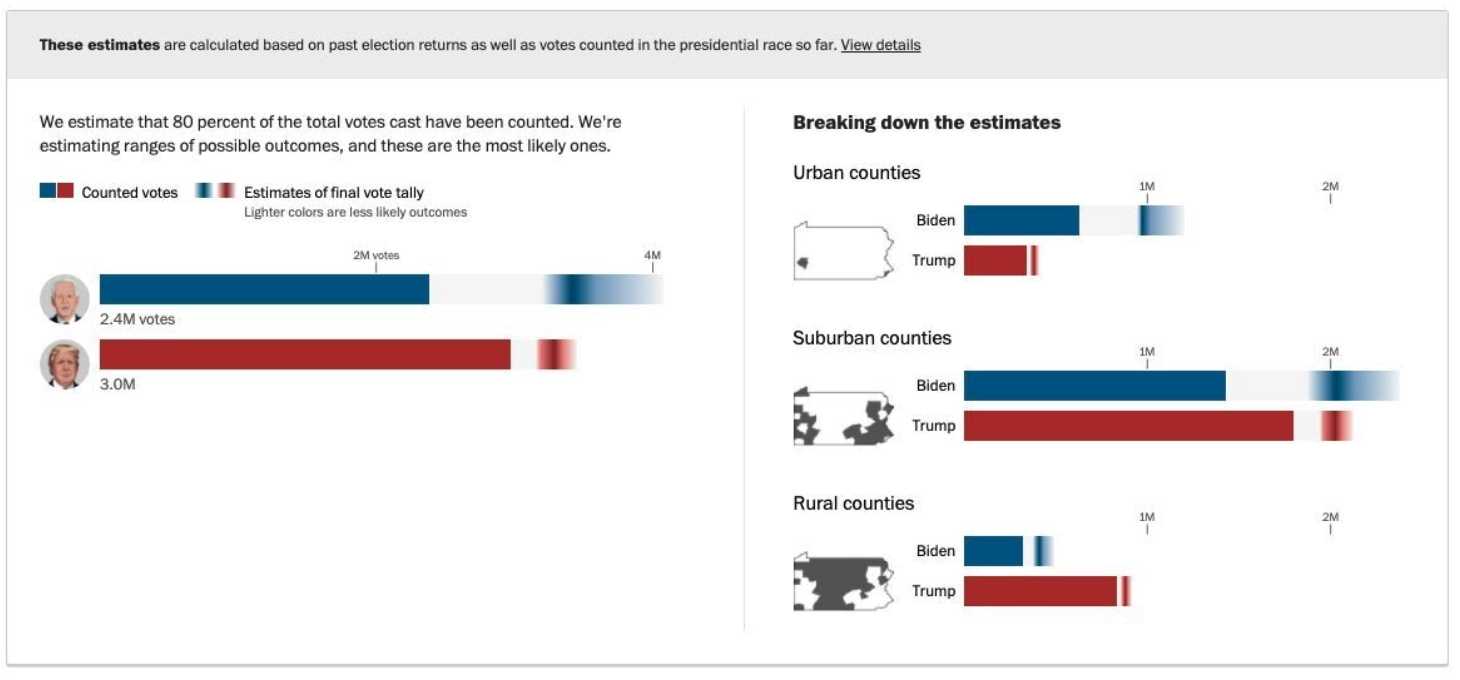 These estimates are calculated based on past election returns as well as votes counted in the presidential race so far. View details
We estimate that 80 percent of the total votes cast have been counted. We're
estimating ranges of possible outcomes, and these are the most likely ones.
Counted votes
Estimates of final vote tally
Lighter colors are less likely outcomes
2M votes
4M
2.4M votes
3.0M
Breaking down the estimates
Urban counties
1M
2M
Biden
Trump
Suburban counties
1M
2M
Biden
Trump
Rural counties
1M
2M
Biden
Trump